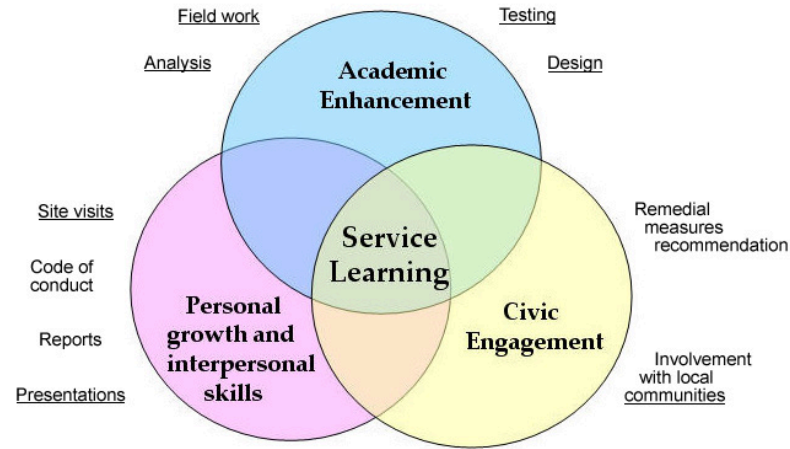 Field work
Testing
Analysis
Design
Academic
Enhancement
Site visits
Code of
conduct
Reports
Presentations
Service
Learning
Personal
growth and
interpersonal
skills
Civic
Engagement
Remedial
measures
recommendation
Involvement
with local
communities